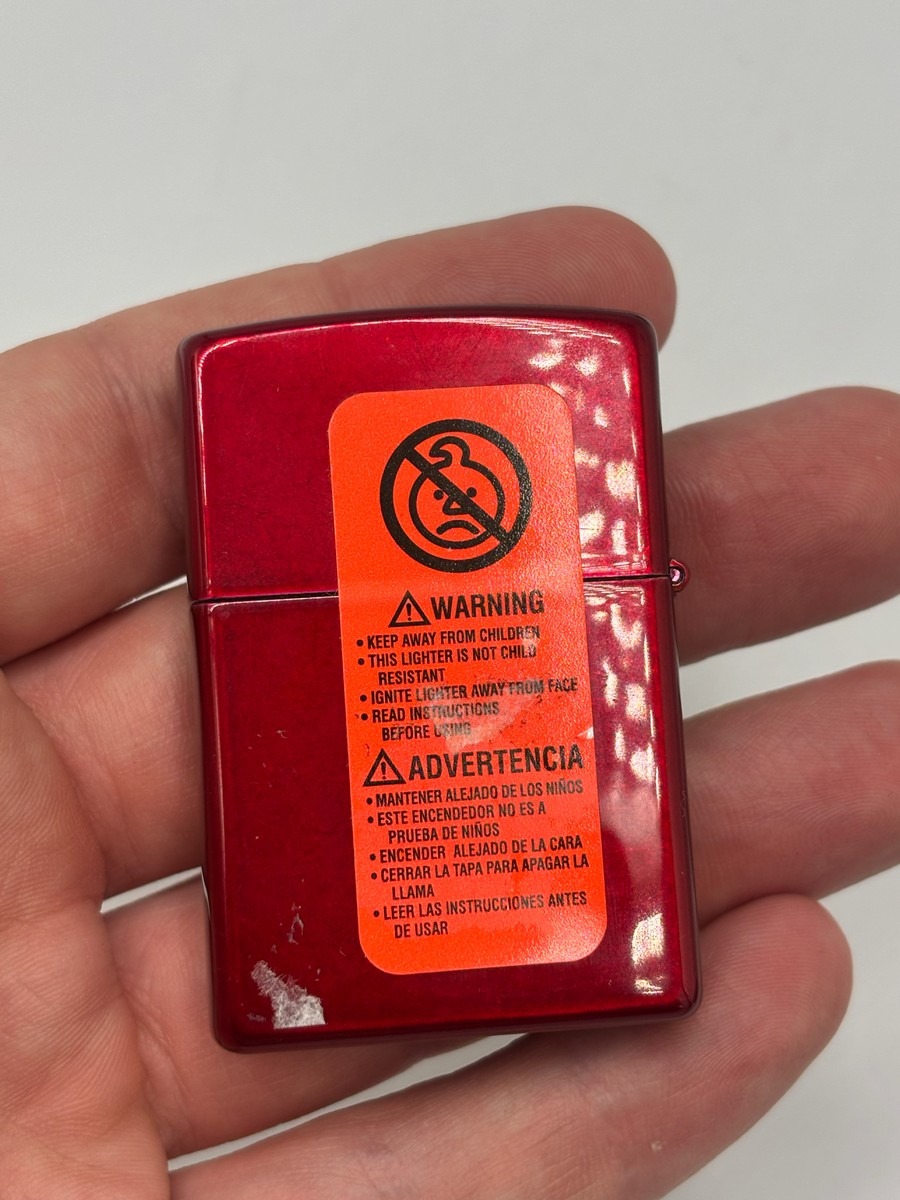 WARNING
• KEEP AWAY FROM CHILDREN
• THIS LIGHTER IS NOT CHILD
RESISTANT
• IGNITE LIGHTER AWAY FROM FACE
• READ INSTRUCTIONS
BEFORE USING
ADVERTENCIA
• MANTENER ALEJADO DE LOS NIÑOS
• ESTE ENCENDEDOR NO ES A
PRUEBA DE NIÑOS
• ENCENDER ALEJADO DE LA CARA
• CERRAR LA TAPA PARA APAGAR LA
LLAMA
• LEER LAS INSTRUCCIONES ANTES
DE USAR